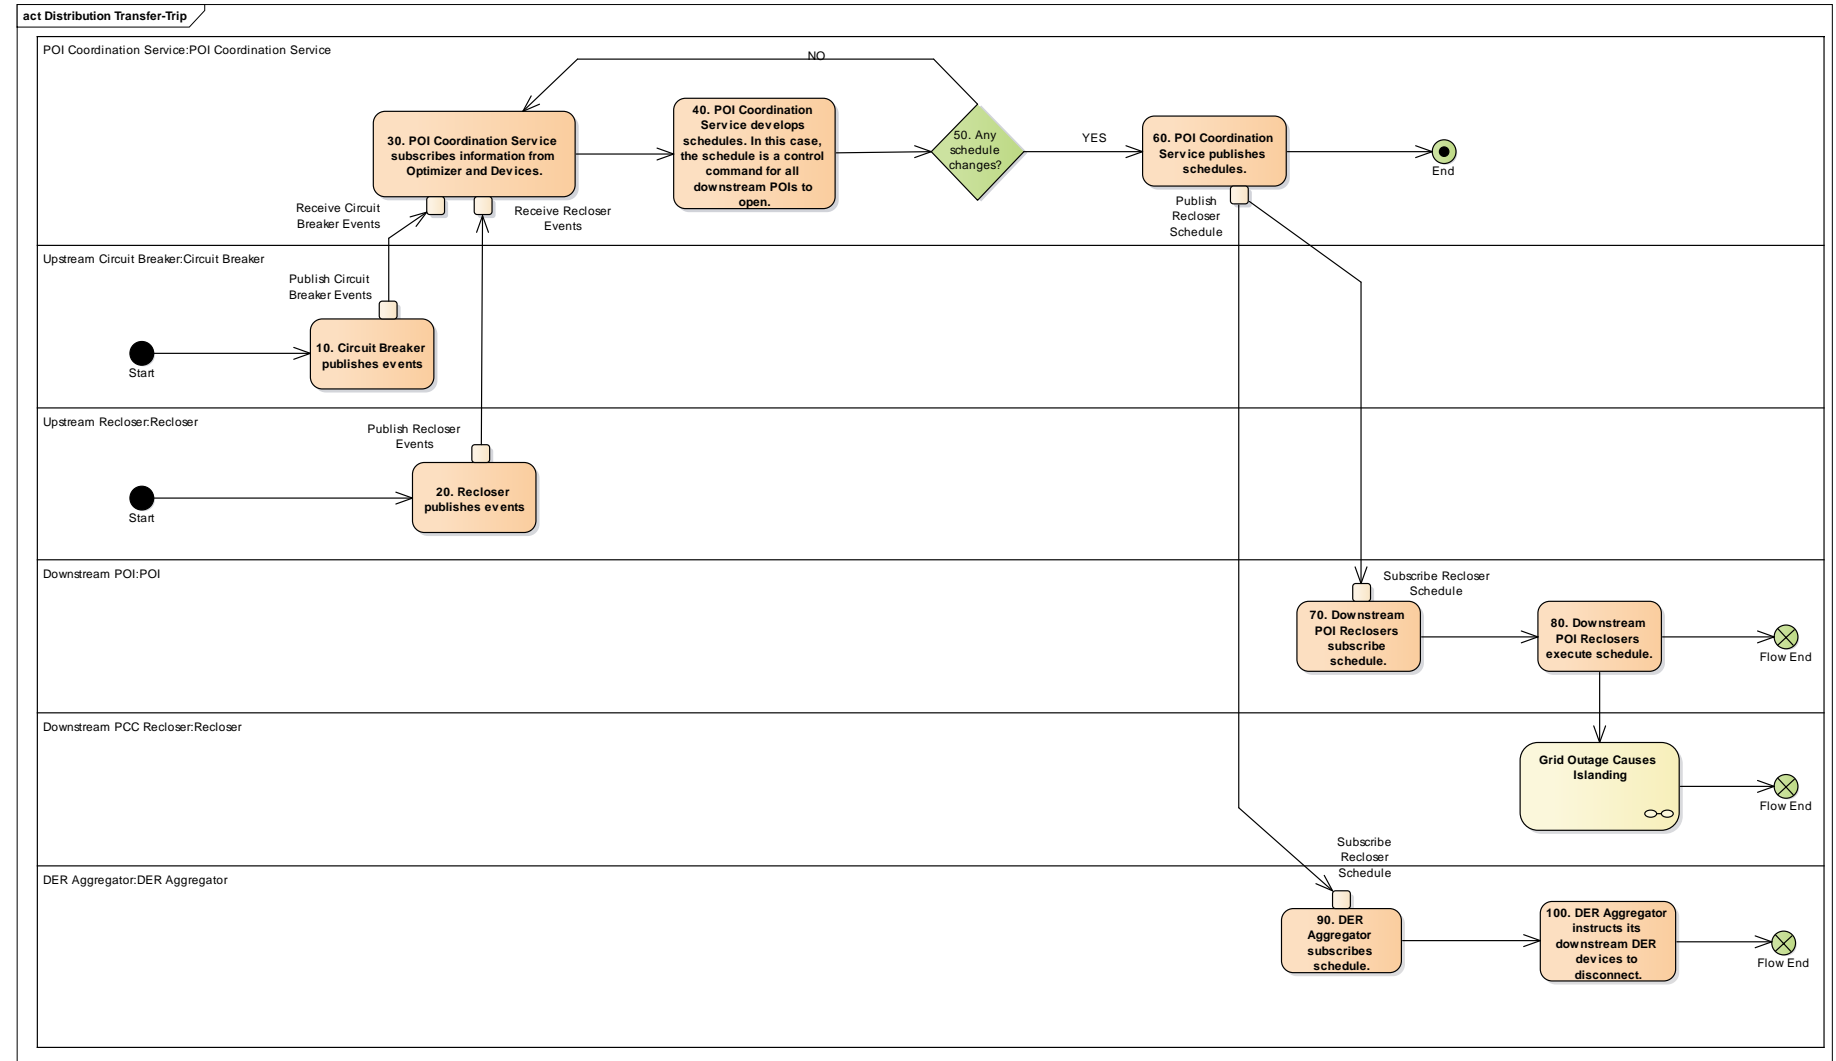 act Distribution Transfer-Trip
POI Coordination Service:POI Coordination Service
NO
30. POI Coordination Service
subscribes information from
Optimizer and Devices.
40. POI Coordination
Service develops
schedules. In this case,
the schedule is a control
command for all
downstream POIs to
open.
50. Any
schedule
changes?
YES
60. POI Coordination
Service publishes
schedules.
End
Receive Circuit
Breaker Events
Receive Recloser
Events
Publish
Recloser
Schedule
Upstream Circuit Breaker:Circuit Breaker
Publish Circuit
Breaker Events
10. Circuit Breaker
publishes events
Start
Upstream Recloser:Recloser
Publish Recloser
Events
20. Recloser
publishes events
Start
Downstream POI:POI
Subscribe Recloser
Schedule
70. Downstream
POI Reclosers
subscribe
schedule.
80. Downstream
POI Reclosers
execute schedule.
Flow End
Downstream PCC Recloser:Recloser
Grid Outage Causes
Islanding
Flow End
Subscribe
Recloser
Schedule
DER Aggregator:DER Aggregator
90. DER
Aggregator
subscribes
schedule.
100. DER Aggregator
instructs its
downstream DER
devices to
disconnect.
Flow End